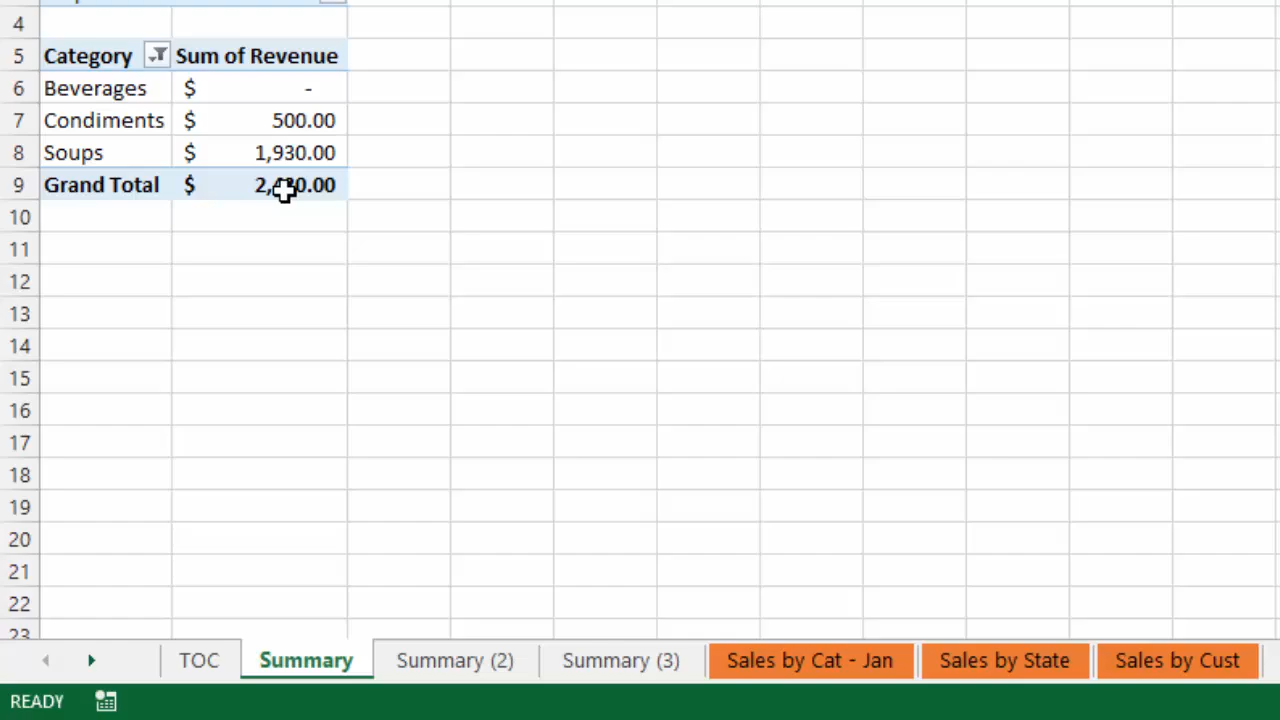 4
5 Category Sum of Revenue
6 Beverages $ -
7 Condiments $ 500.00
8 Soups $ 1,930.00
9 Grand Total $
10
11
12
13
14
15
16
17
18
19
20
21
22
23
TOC Summary Summary (2) Summary (3) Sales by Cat - Jan Sales by State Sales by Cust
READY